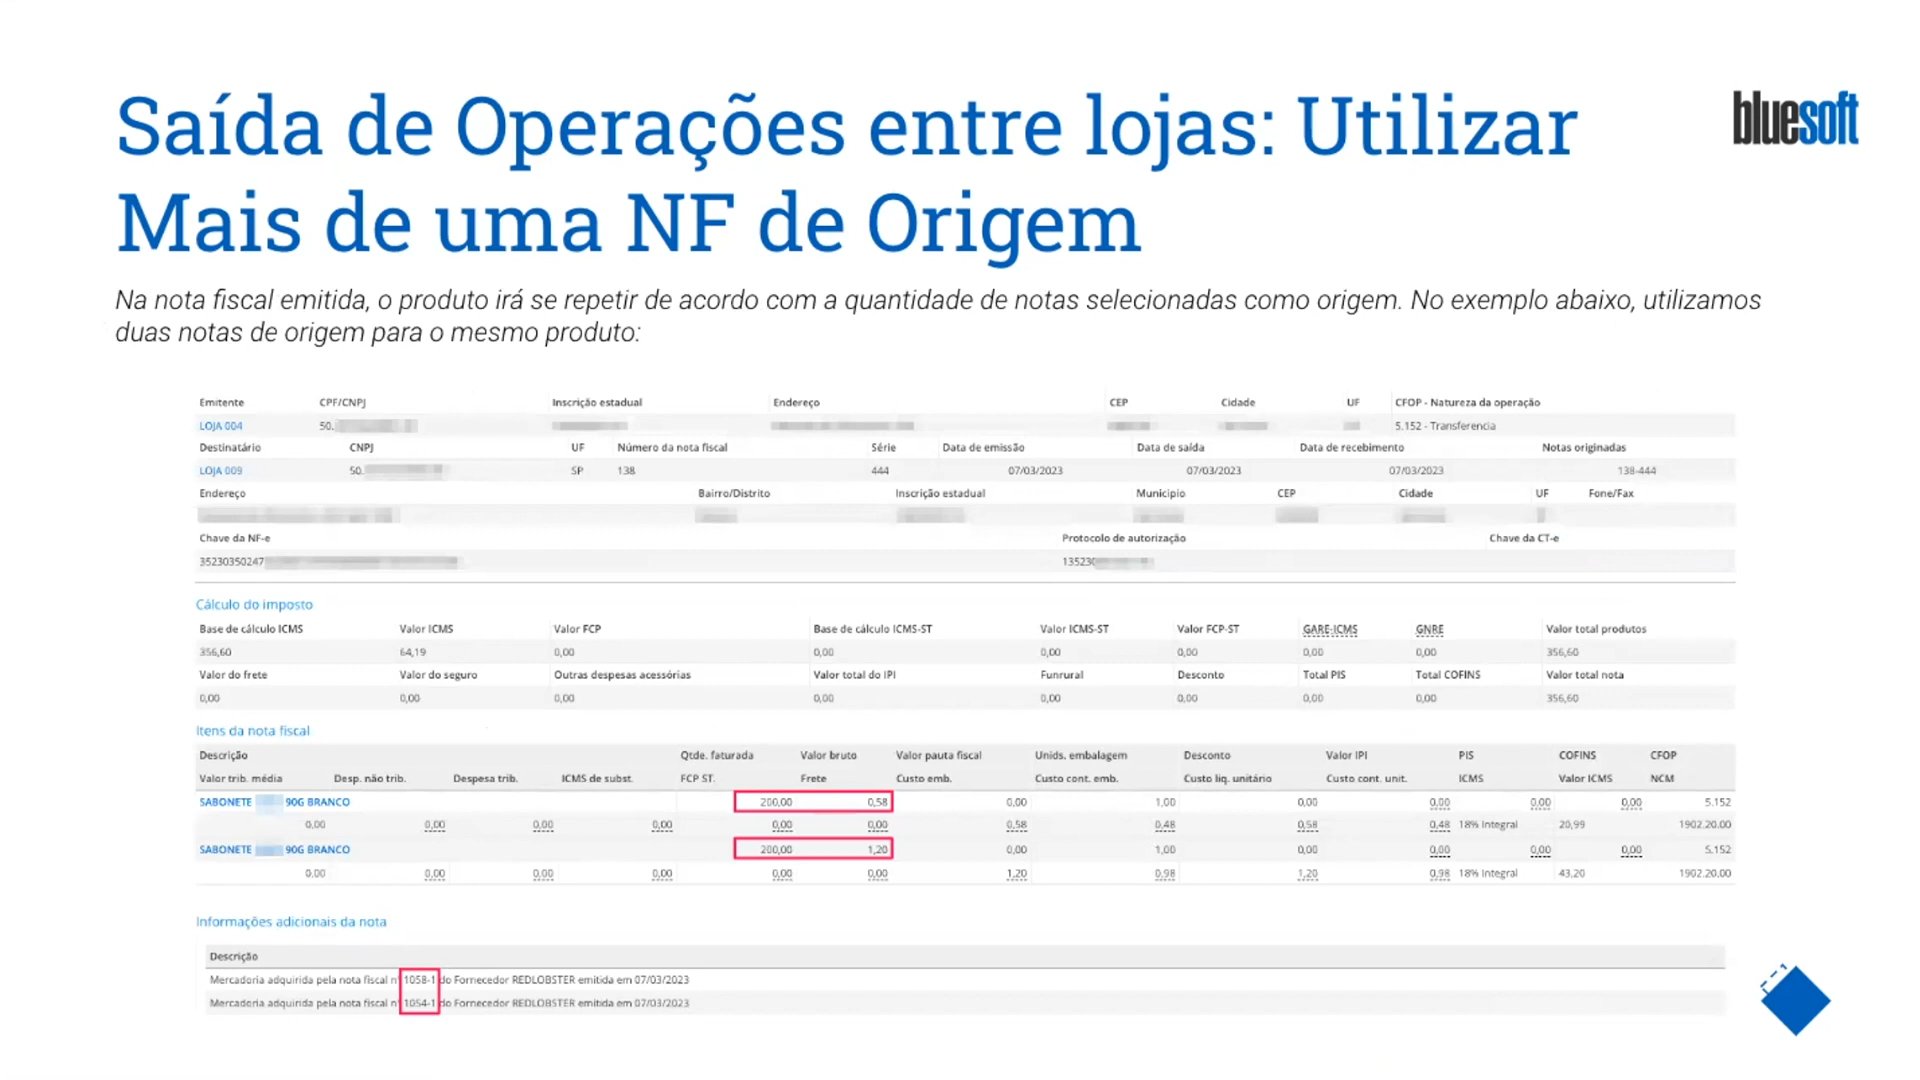 Saída de Operações entre lojas: Utilizar
Mais de uma NF de Origem
bluesoft
Na nota fiscal emitida, o produto irá se repetir de acordo com a quantidade de notas selecionadas como origem. No exemplo abaixo, utilizamos
duas notas de origem para o mesmo produto:
Emitente CPF/CNPJ Inscrição estadual Endereço CEP Cidade UF CFOP - Natureza da operação
LOJA 004 50. 5.152 - Transferencia
Destinatário CNPJ UF Número da nota fiscal Série Data de emissão Data de saída Data de recebimento Notas originadas
LOJA 009 50. SP 138 444 07/03/2023 07/03/2023 07/03/2023 138-444
Endereço Bairro/Distrito Inscrição estadual Municipio CEP Cidade UF Fone/Fax
Chave da NF-e Protocolo de autorização Chave da CT-e
35230350247 13523
Cálculo do imposto
Base de cálculo ICMS Valor ICMS Valor FCP Base de cálculo ICMS-ST Valor ICMS-ST Valor FCP-ST GARE-ICMS GNRE Valor total produtos
356,60 64,19 0,00 0,00 0,00 0,00 0,00 0,00 356,60
Valor do frete Valor do seguro Outras despesas acessórias Valor total do IPI Funrural Desconto Total PIS Total COFINS Valor total nota
0,00 0,00 0,00 0,00 0,00 0,00 0,00 0,00 356,60
Itens da nota fiscal
Descrição Qtde. faturada Valor bruto Valor pauta fiscal Unids. embalagem Desconto Valor IPI PIS COFINS CFOP
Valor trib. média Desp. não trib. Despesa trib. ICMS de subst. FCP ST. Frete Custo emb. Custo cont. emb. Custo liq. unitário Custo cont. unit. ICMS Valor ICMS NCM
SABONETE 90G BRANCO 200,00 0,58 0,00 1,00 0,00 0,00 0,00 0,00 5.152
0,00 0,00 0,00 0,00 0,00 0,00 0,58 0,48 0,58 0,48 18% Integral 20,99 1902.20.00
SABONETE 90G BRANCO 200,00 1,20 0,00 1,00 0,00 0,00 0,00 0,00 5.152
0,00 0,00 0,00 0,00 0,00 0,00 1,20 0,98 1,20 0,98 18% Integral 43,20 1902.20.00
Informações adicionais da nota
Descrição
Mercadoria adquirida pela nota fiscal n° 1058-1 do Fornecedor REDLOBSTER emitida em 07/03/2023
Mercadoria adquirida pela nota fiscal n° 1054-1 do Fornecedor REDLOBSTER emitida em 07/03/2023